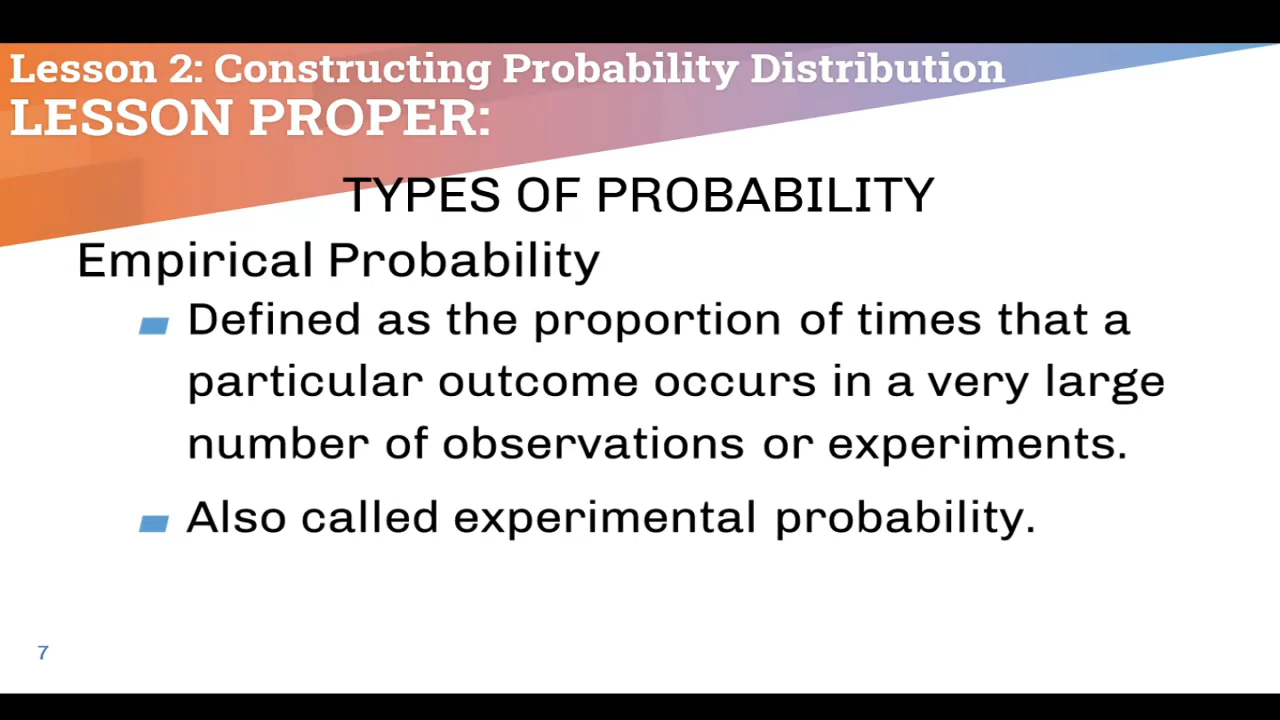 Lesson 2: Constructing Probability Distribution
LESSON PROPER:
TYPES OF PROBABILITY
Empirical Probability
Defined as the proportion of times that a
particular outcome occurs in a very large
number of observations or experiments.
Also called experimental probability.
7